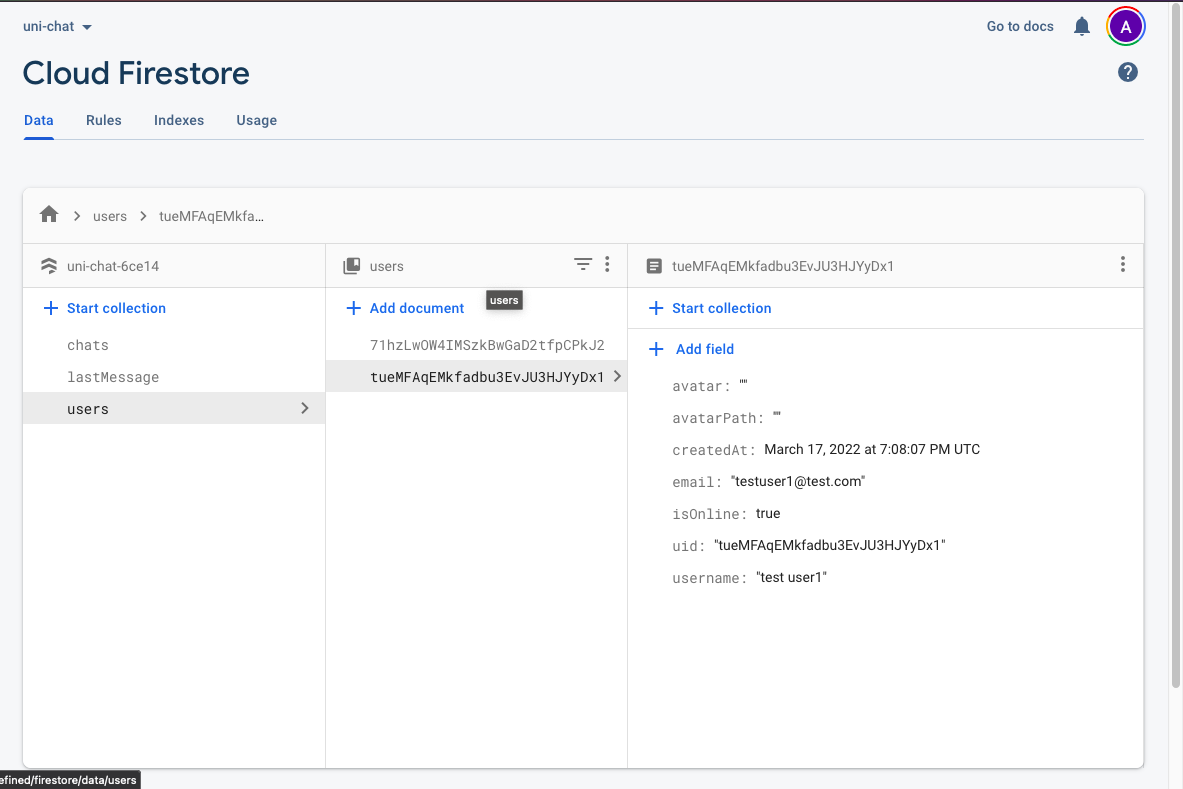 uni-chat
Go to docs
A
Cloud Firestore
?
Data Rules Indexes Usage
users
tueMFAqEMkfa...
uni-chat-6ce14
Start collection
chats
lastMessage
users
users
Add document
users
71hzLwOW4IMSzkBwGaD2tfpCPkJ2
tueMFAqEMkfadbu3EvJU3HJYyDx1
tueMFAqEMkfadbu3EvJU3HJYyDx1
Start collection
Add field
avatar: ""
avatarPath: ""
createdAt: March 17, 2022 at 7:08:07 PM UTC
email: "testuser1@test.com"
isOnline: true
uid: "tueMFAqEMkfadbu3EvJU3HJYyDx1"
username: "test user1"
efined/firestore/data/users